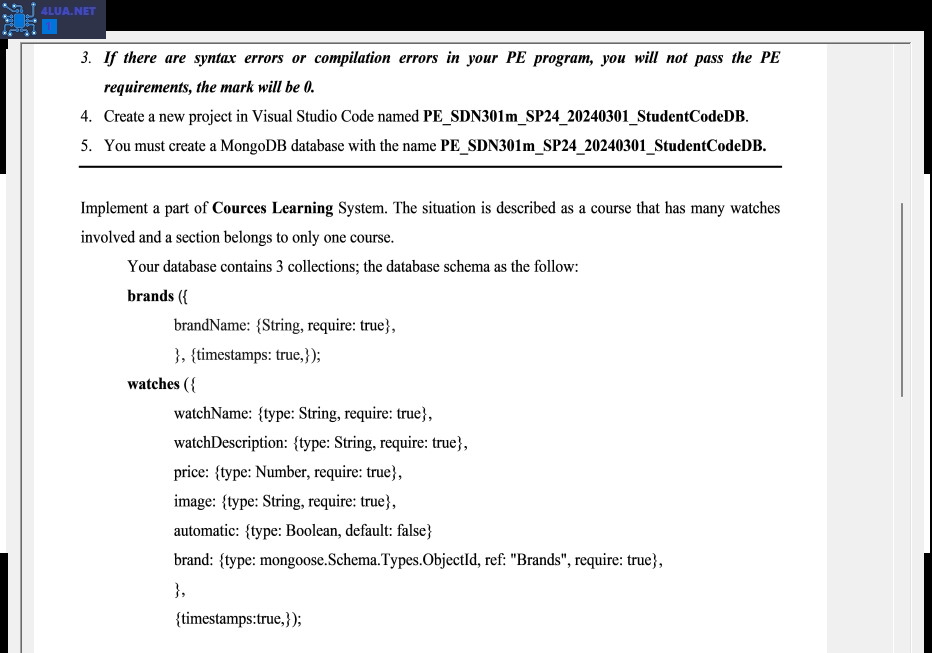 4LUA.NET
3. If there are syntax errors or compilation errors in your PE program, you will not pass the PE
requirements, the mark will be 0.
4. Create a new project in Visual Studio Code named PE_SDN301m_SP24_20240301_StudentCodeDB.
5. You must create a MongoDB database with the name PE_SDN301m_SP24_20240301_StudentCodeDB.
Implement a part of Cources Learning System. The situation is described as a course that has many watches
involved and a section belongs to only one course.
Your database contains 3 collections; the database schema as the follow:
brands ({
brandName: {String, require: true},
}, {timestamps: true,});
watches ({
watchName: {type: String, require: true},
watchDescription: {type: String, require: true},
price: {type: Number, require: true},
image: {type: String, require: true},
automatic: {type: Boolean, default: false}
brand: {type: mongoose.Schema.Types.ObjectId, ref: "Brands", require: true},
},
{timestamps:true,});